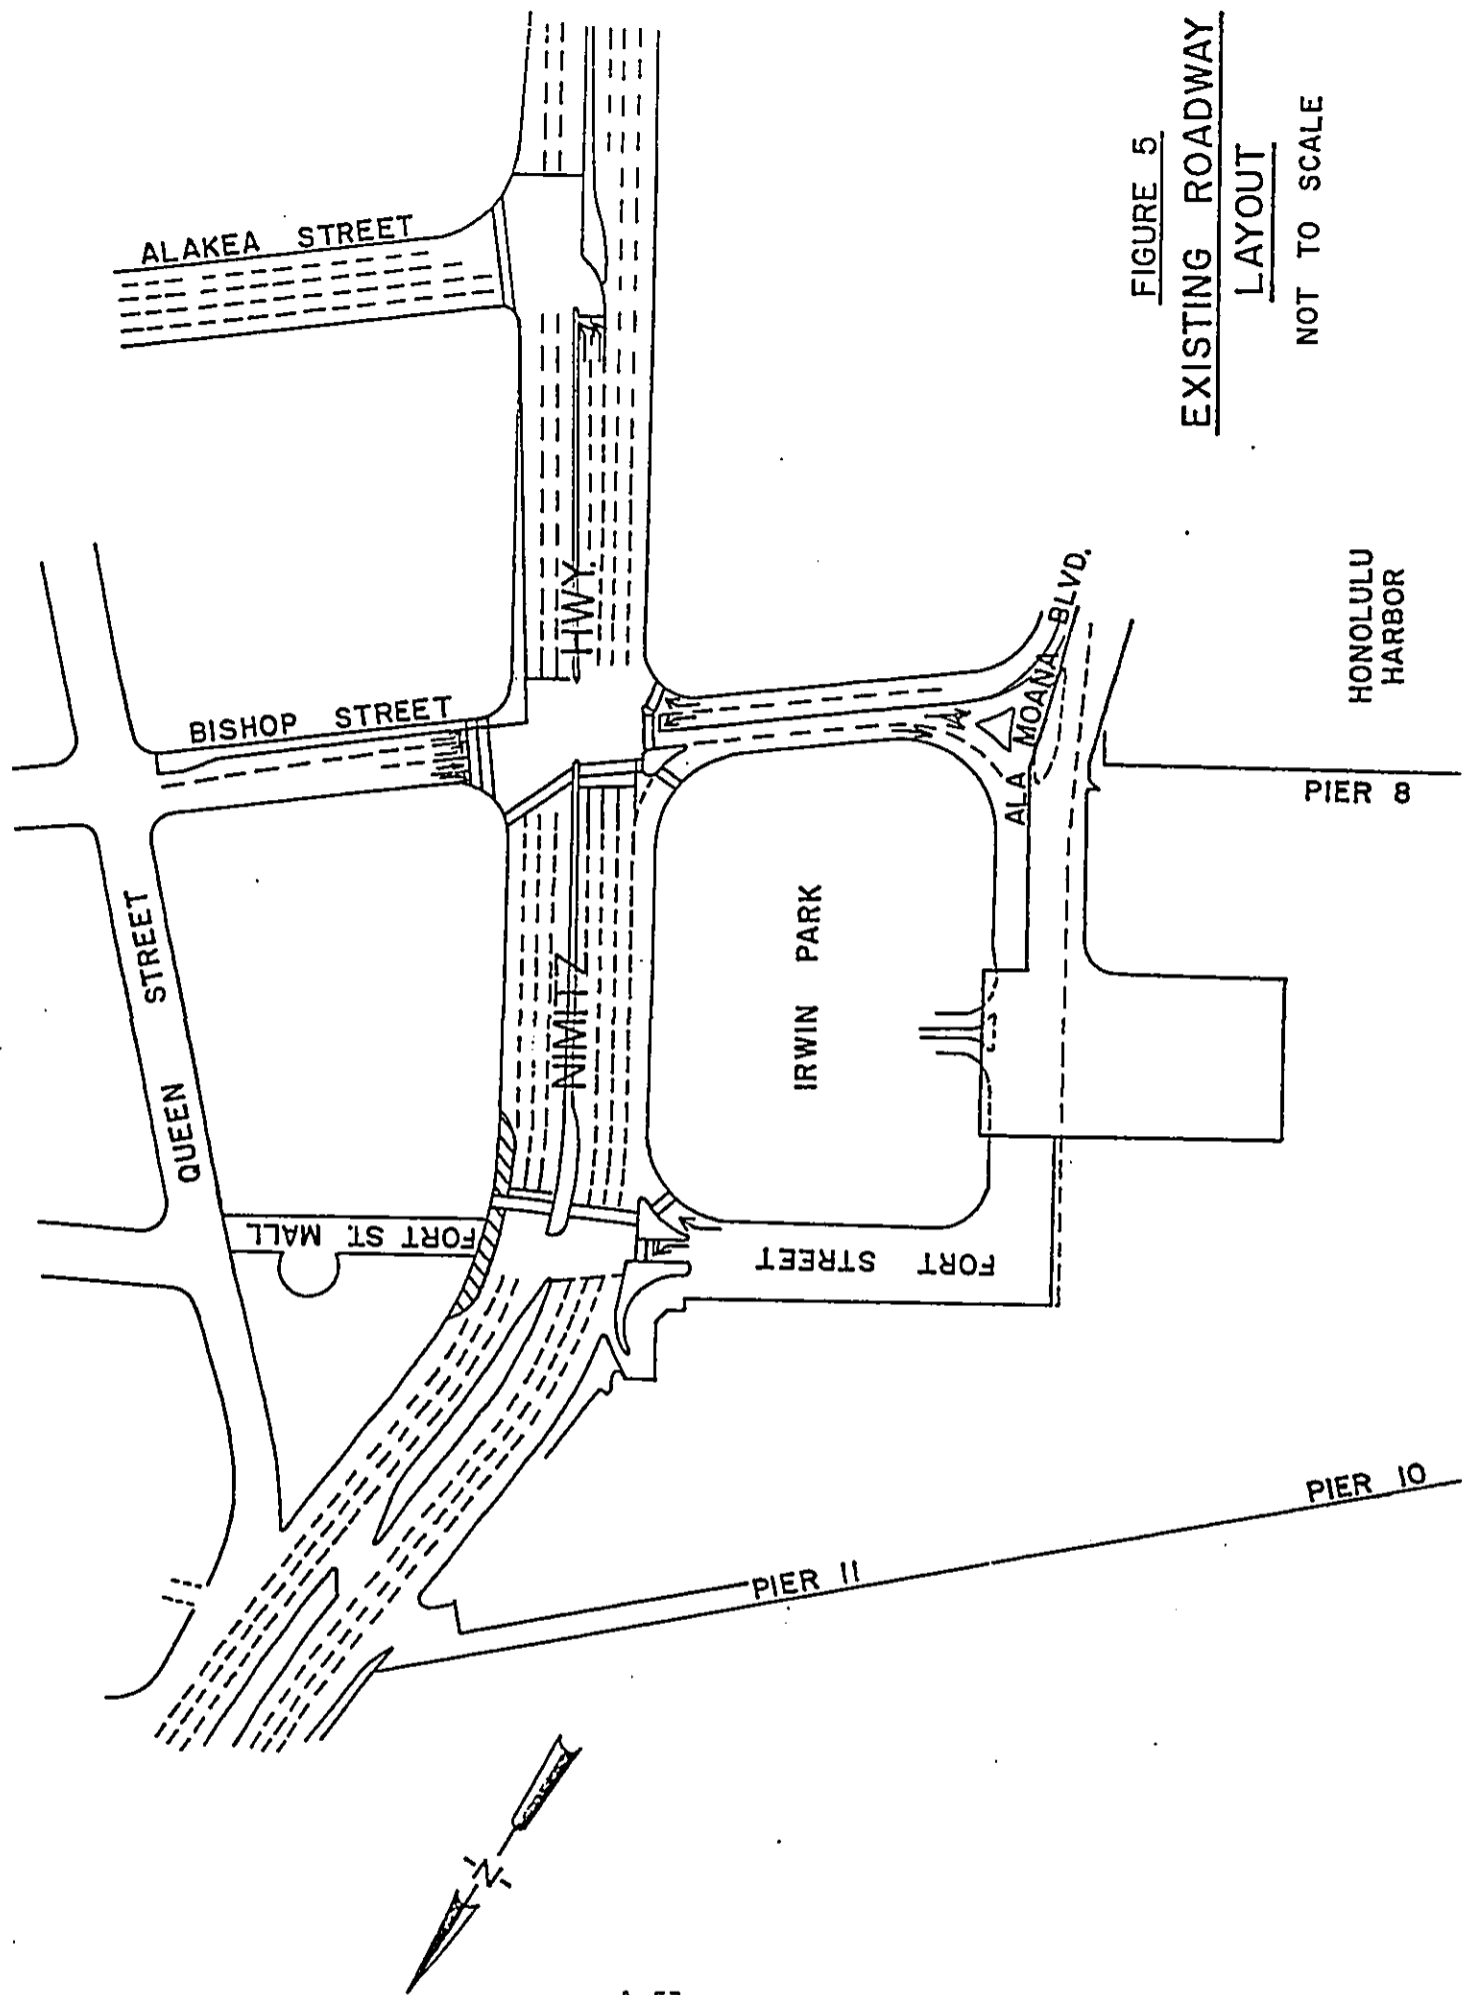 ALAKEA STREET
BISHOP STREET
QUEEN STREET
FORT ST. MALL
NIMITZ HWY.
FORT STREET
IRWIN PARK
ALA MOANA BLVD.
PIER 8
PIER 10
PIER 11
HONOLULU
HARBOR
N
FIGURE 5
EXISTING ROADWAY
LAYOUT
NOT TO SCALE